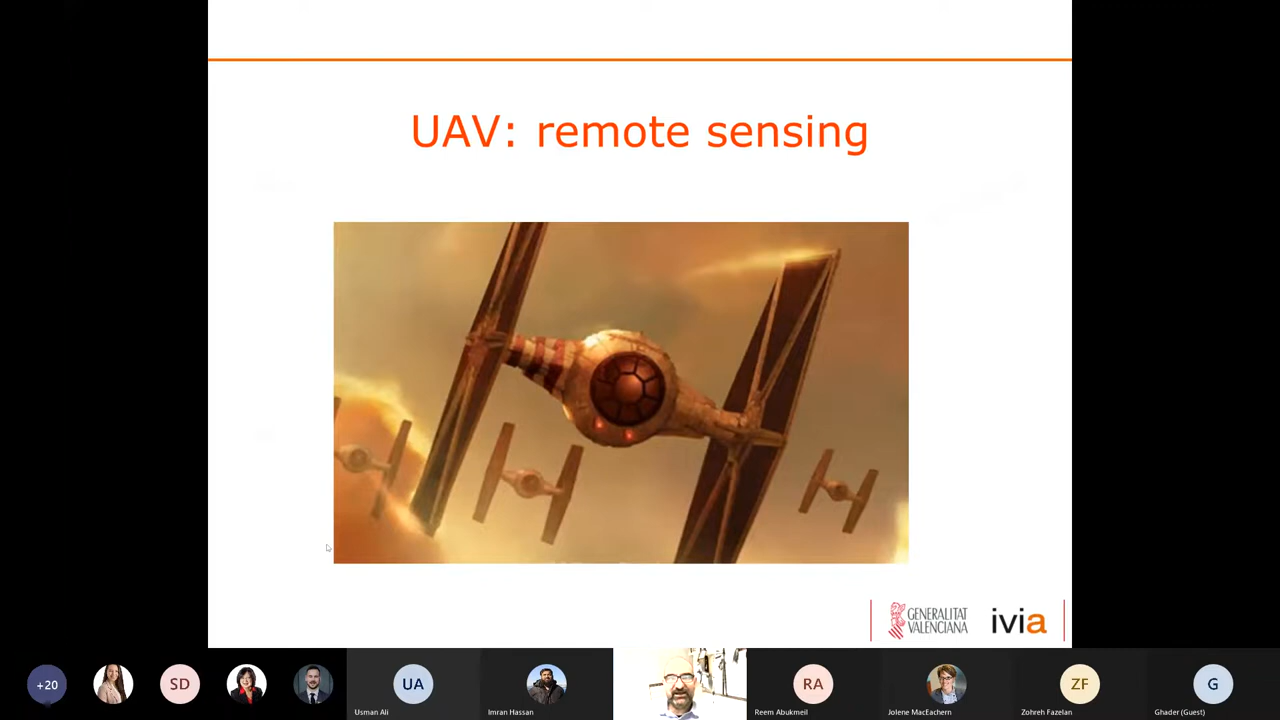 UAV: remote sensing
GENERALITAT
VALENCIANA
ivia
+20
SD
UA
RA
ZF
G
Usman Ali
Imran Hassan
Reem Abukmeil
Jolene MacEachern
Zohreh Fazelan
Ghader (Guest)